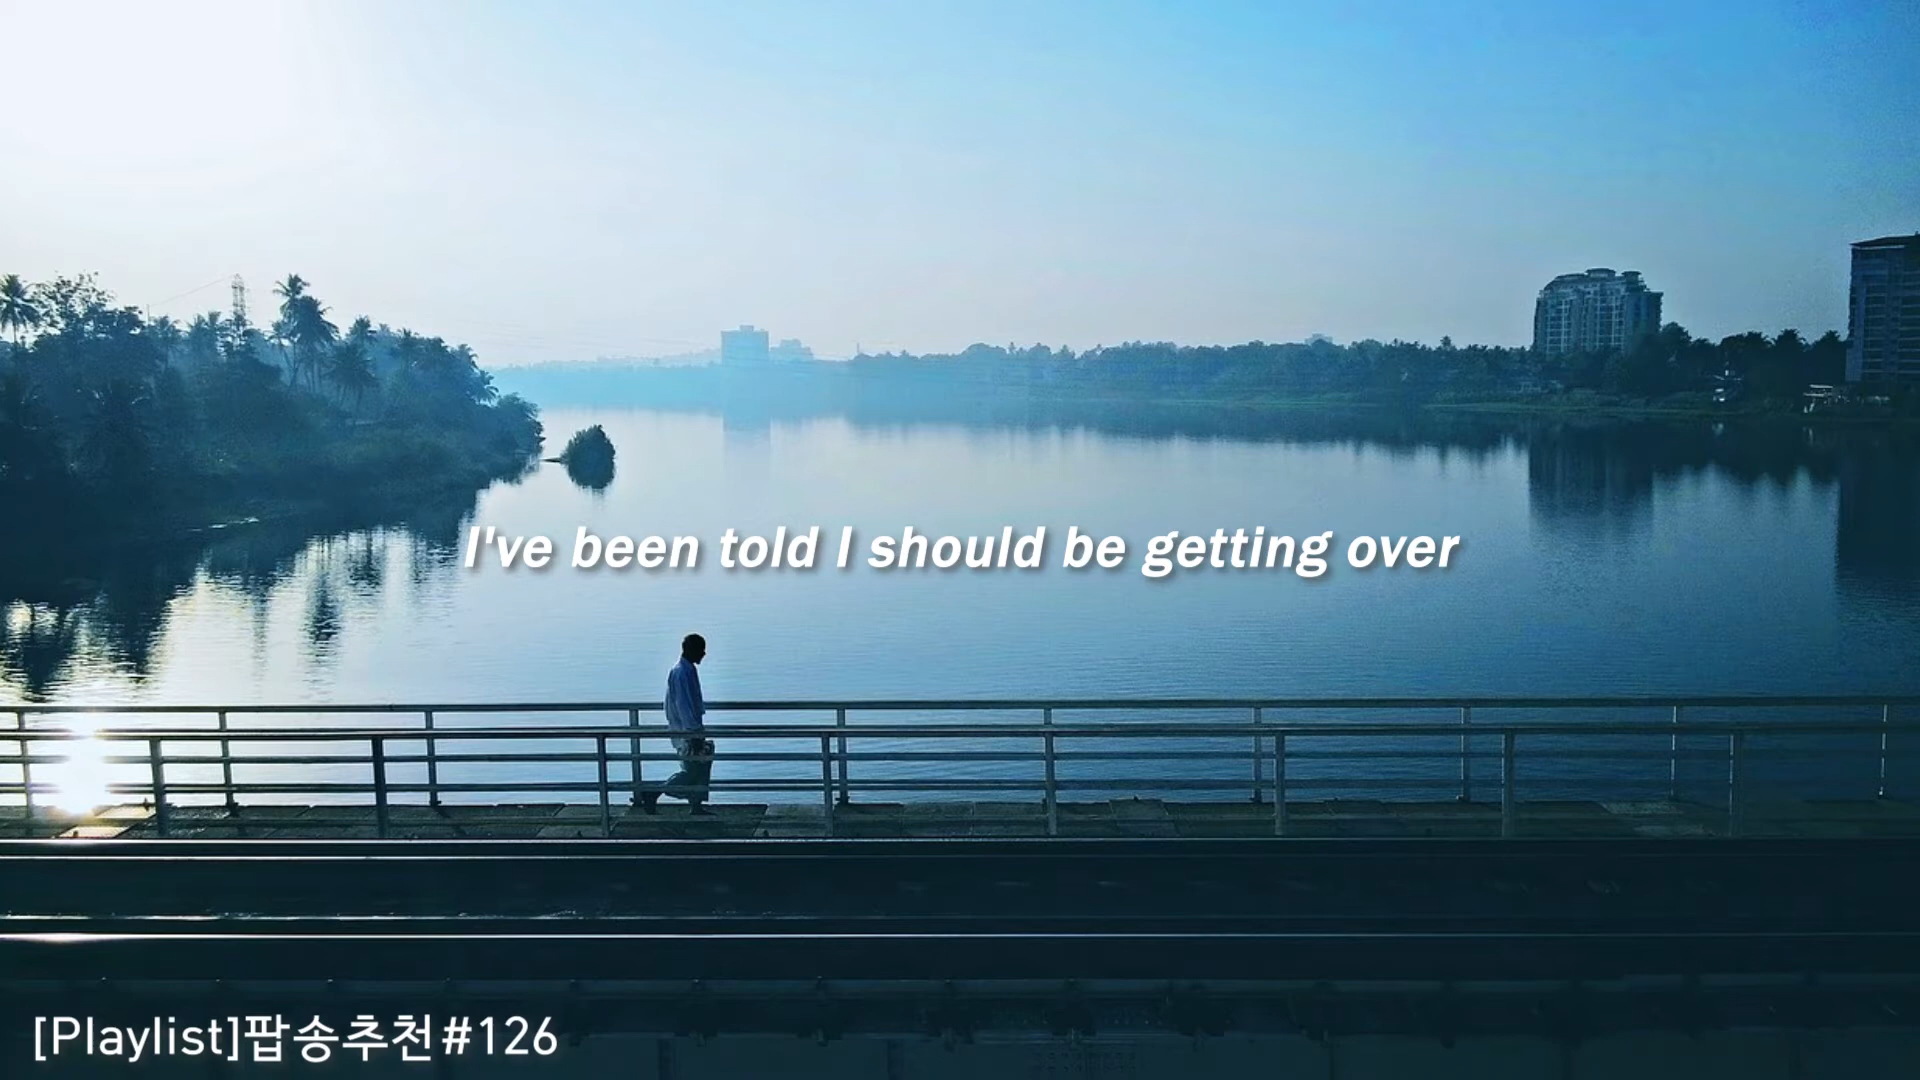 I've been told I should be getting over
[Playlist]팝송추천#126